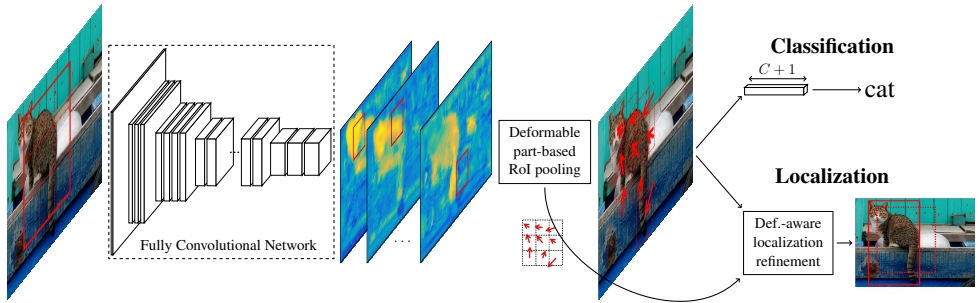 Fully Convolutional Network
...
...
Deformable
part-based
RoI pooling
Classification
C + 1
cat
Localization
Def.-aware
localization
refinement